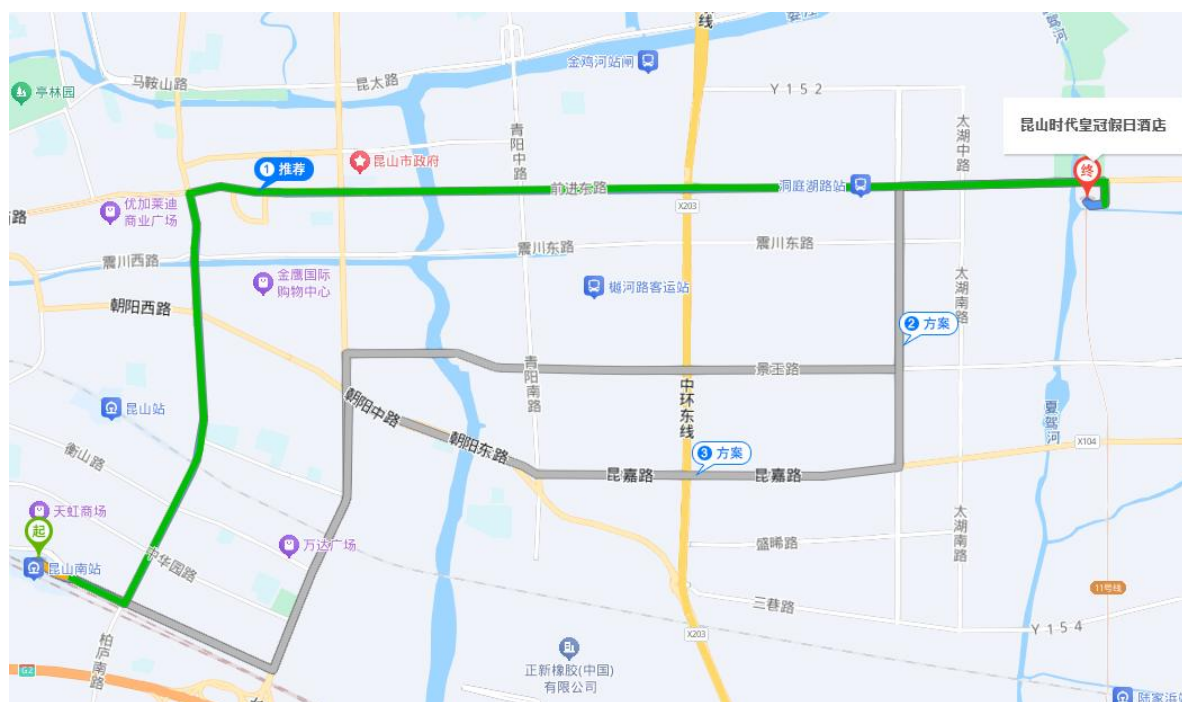 金鸡河站闸
马鞍山路
昆太路
Y152
亭林园
青阳中路
太湖中路
昆山时代皇冠假日酒店
1 推荐
昆山市政府
终
前进东路
洞庭湖路站
优加莱迪
商业广场
路
X203
震川东路
震川东路
震川西路
金鹰国际
购物中心
樾河路客运站
朝阳西路
太湖南路
2 方案
青阳南路
景王路
中环东线
昆山站
朝阳中路
夏驾河
朝阳东路
X104
衡山路
3 方案
昆嘉路
昆嘉路
天虹商场
起
太湖南路
万达广场
盛晞路
中华园路
昆山南站
11号线
三巷路
Y154
X203
柏庐南路
正新橡胶(中国)
有限公司
G2
陆家浜站